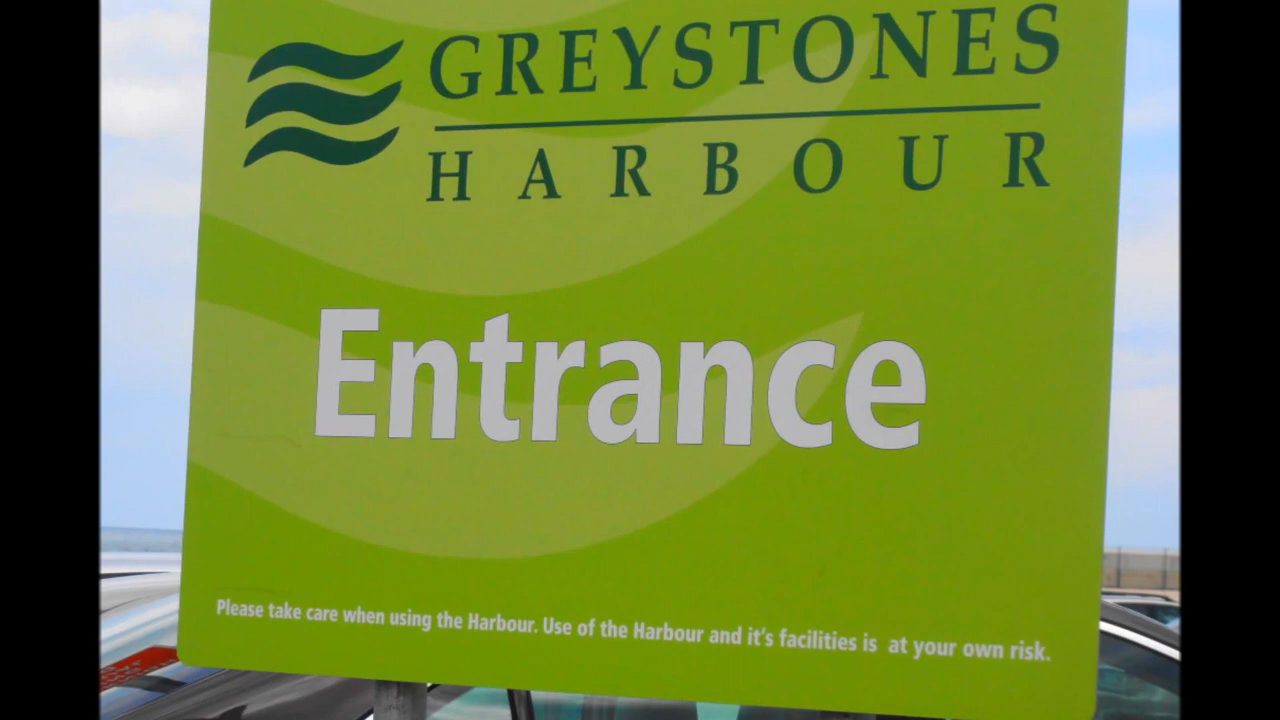 GREYSTONES
HARBOUR
Entrance
Please take care when using the Harbour. Use of the Harbour and it's facilities is at your own risk.